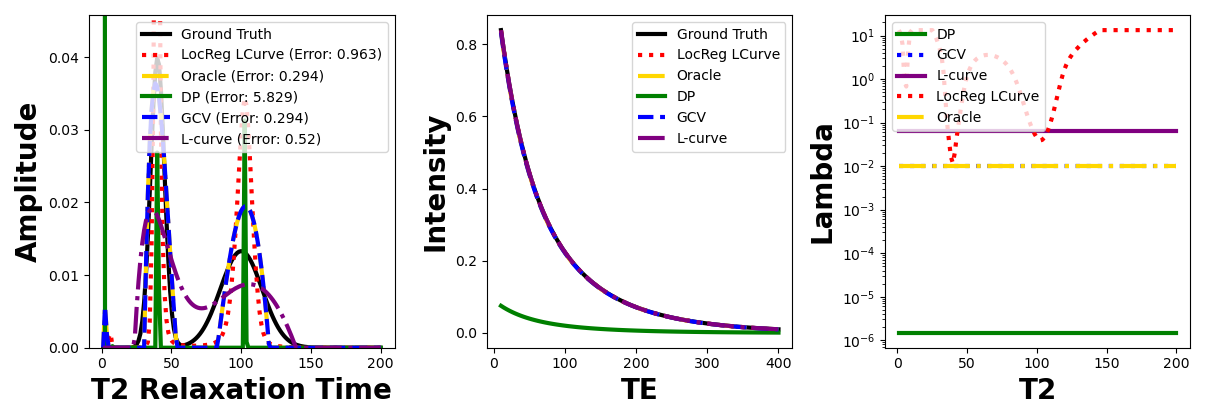 Amplitude
0.04
0.03
0.02
0.01
0.00
0
50
100
150
200
T2 Relaxation Time
Ground Truth
LocReg LCurve (Error: 0.963)
Oracle (Error: 0.294)
DP (Error: 5.829)
GCV (Error: 0.294)
L-curve (Error: 0.52)
Intensity
0.8
0.6
0.4
0.2
0.0
0
100
200
300
400
TE
Ground Truth
LocReg LCurve
Oracle
DP
GCV
L-curve
Lambda
10¹
10⁰
10⁻¹
10⁻²
10⁻³
10⁻⁴
10⁻⁵
10⁻⁶
0
50
100
150
200
T2
DP
GCV
L-curve
LocReg LCurve
Oracle